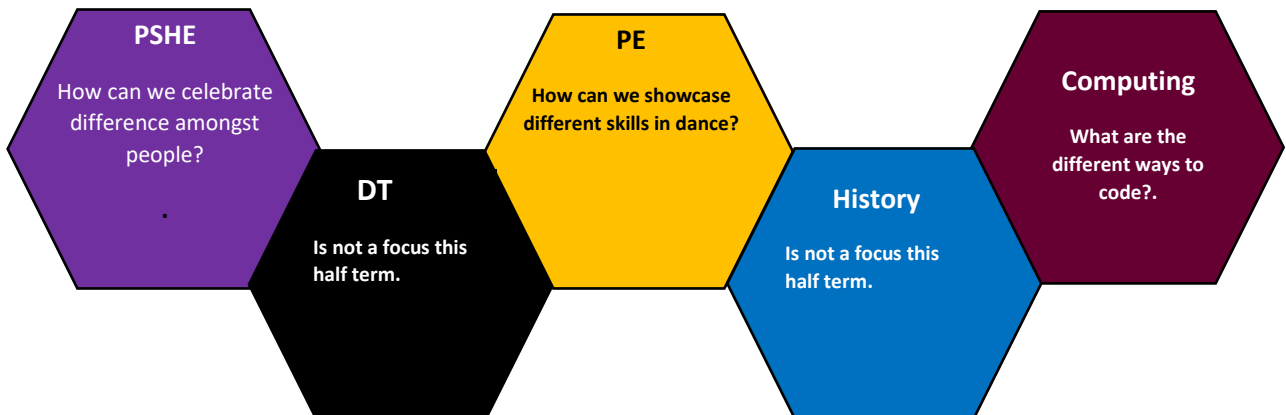 PSHE
How can we celebrate
difference amongst
people?
.
DT
Is not a focus this
half term.
PE
How can we showcase
different skills in dance?
History
Is not a focus this
half term.
Computing
What are the
different ways to
code?.